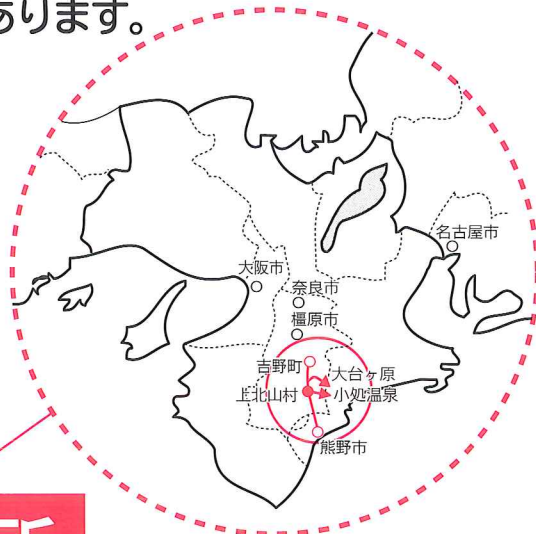 あります。
名古屋市
大阪市
奈良市
橿原市
吉野町
大台ヶ原
上北山村
小処温泉
熊野市